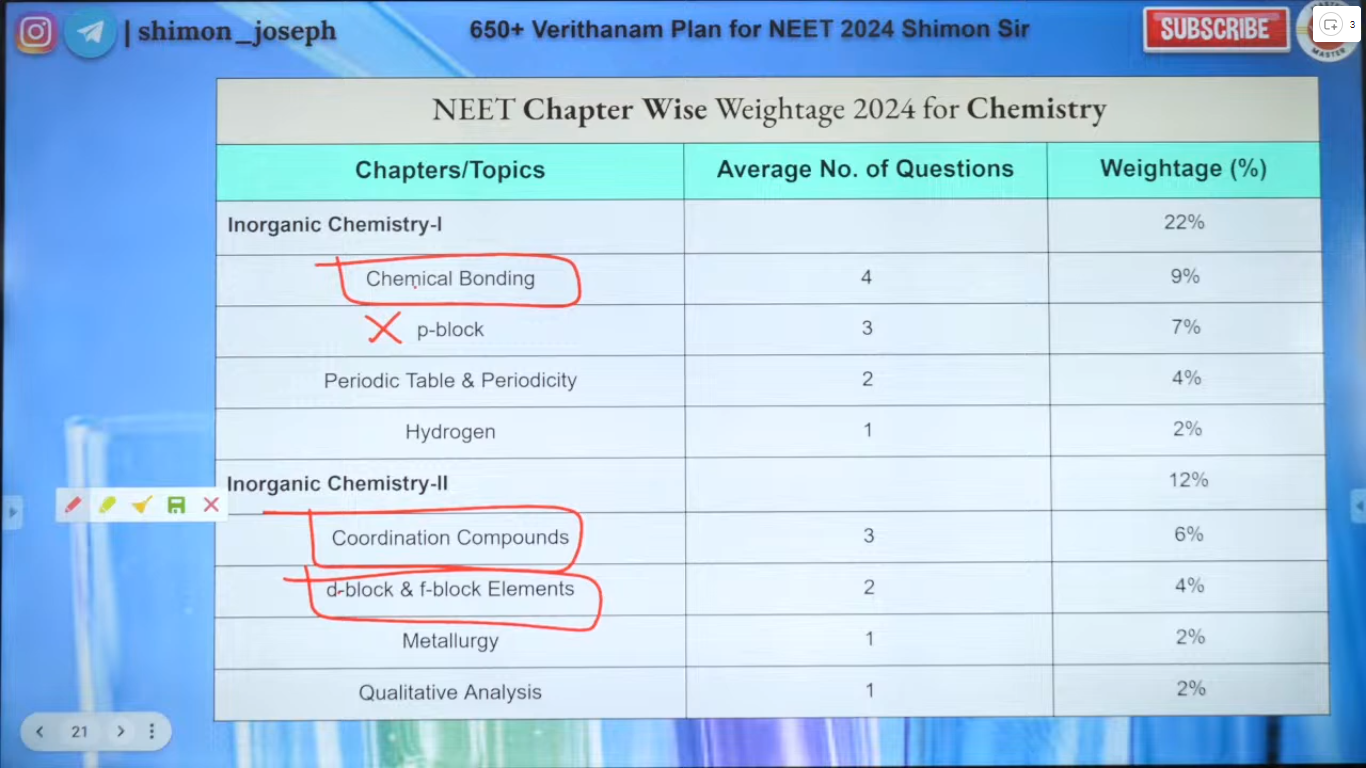 | shimon_joseph
650+ Verithanam Plan for NEET 2024 Shimon Sir
SUBSCRIBE
3
MASTER
NEET Chapter Wise Weightage 2024 for Chemistry
Chapters/Topics Average No. of Questions Weightage (%)
Inorganic Chemistry-I 22%
Chemical Bonding 4 9%
p-block 3 7%
Periodic Table & Periodicity 2 4%
Hydrogen 1 2%
Inorganic Chemistry-II 12%
Coordination Compounds 3 6%
d-block & f-block Elements 2 4%
Metallurgy 1 2%
Qualitative Analysis 1 2%
21